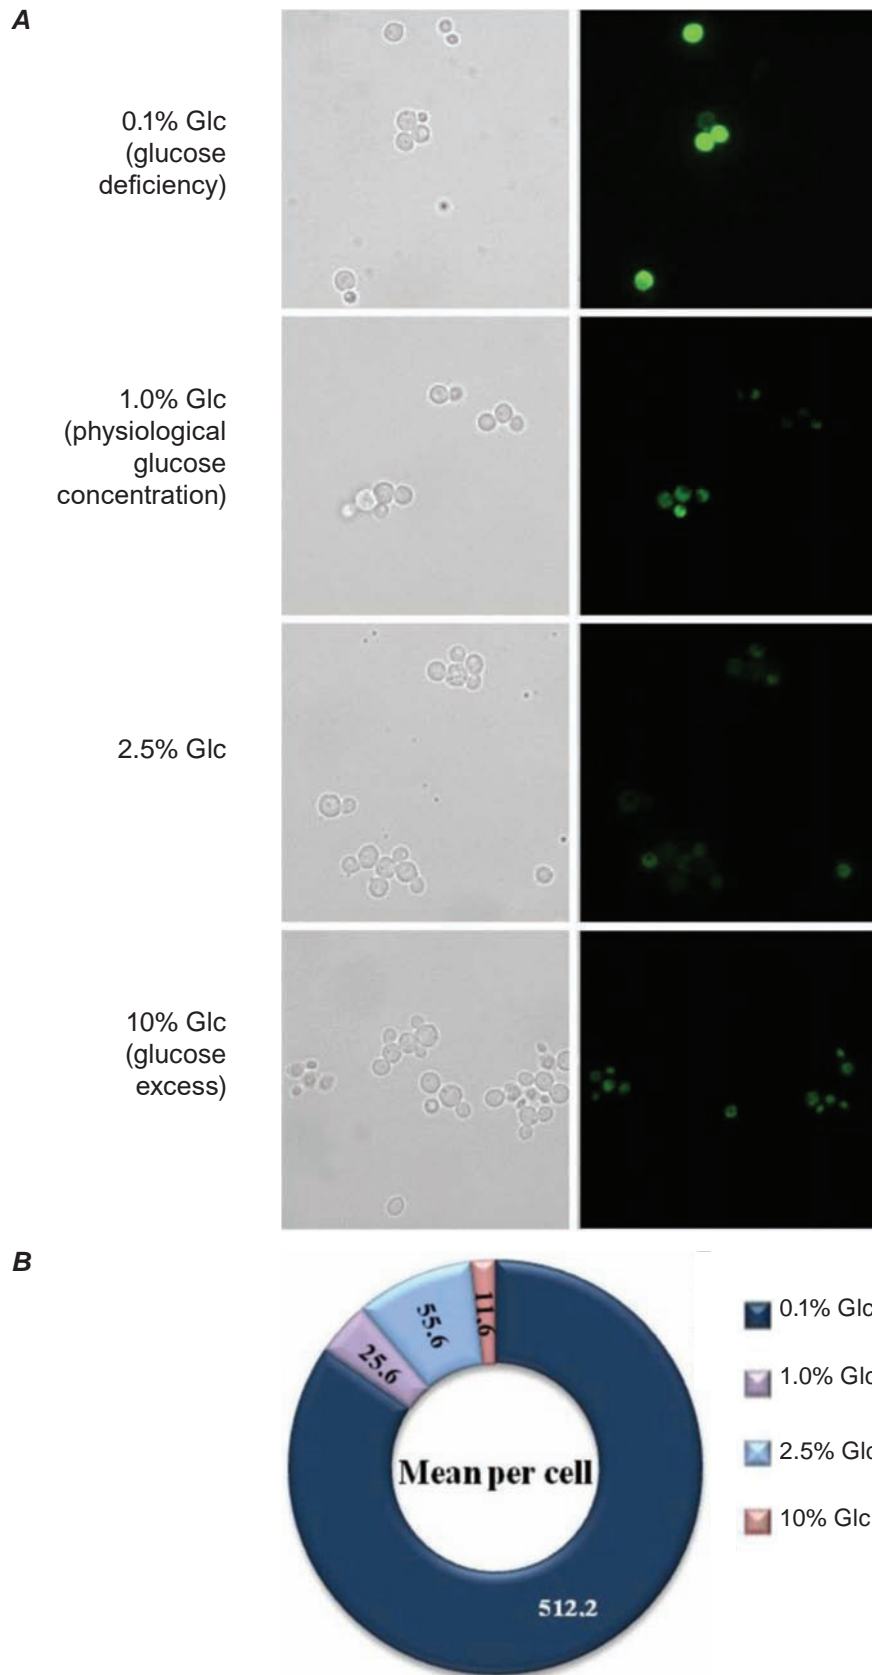 A
0.1% Glc
(glucose
deficiency)
1.0% Glc
(physiological
glucose
concentration)
2.5% Glc
10% Glc
(glucose
excess)
B
11.6
55.6
25.6
Mean per cell
512.2
0.1% Glc
1.0% Glc
2.5% Glc
10% Glc